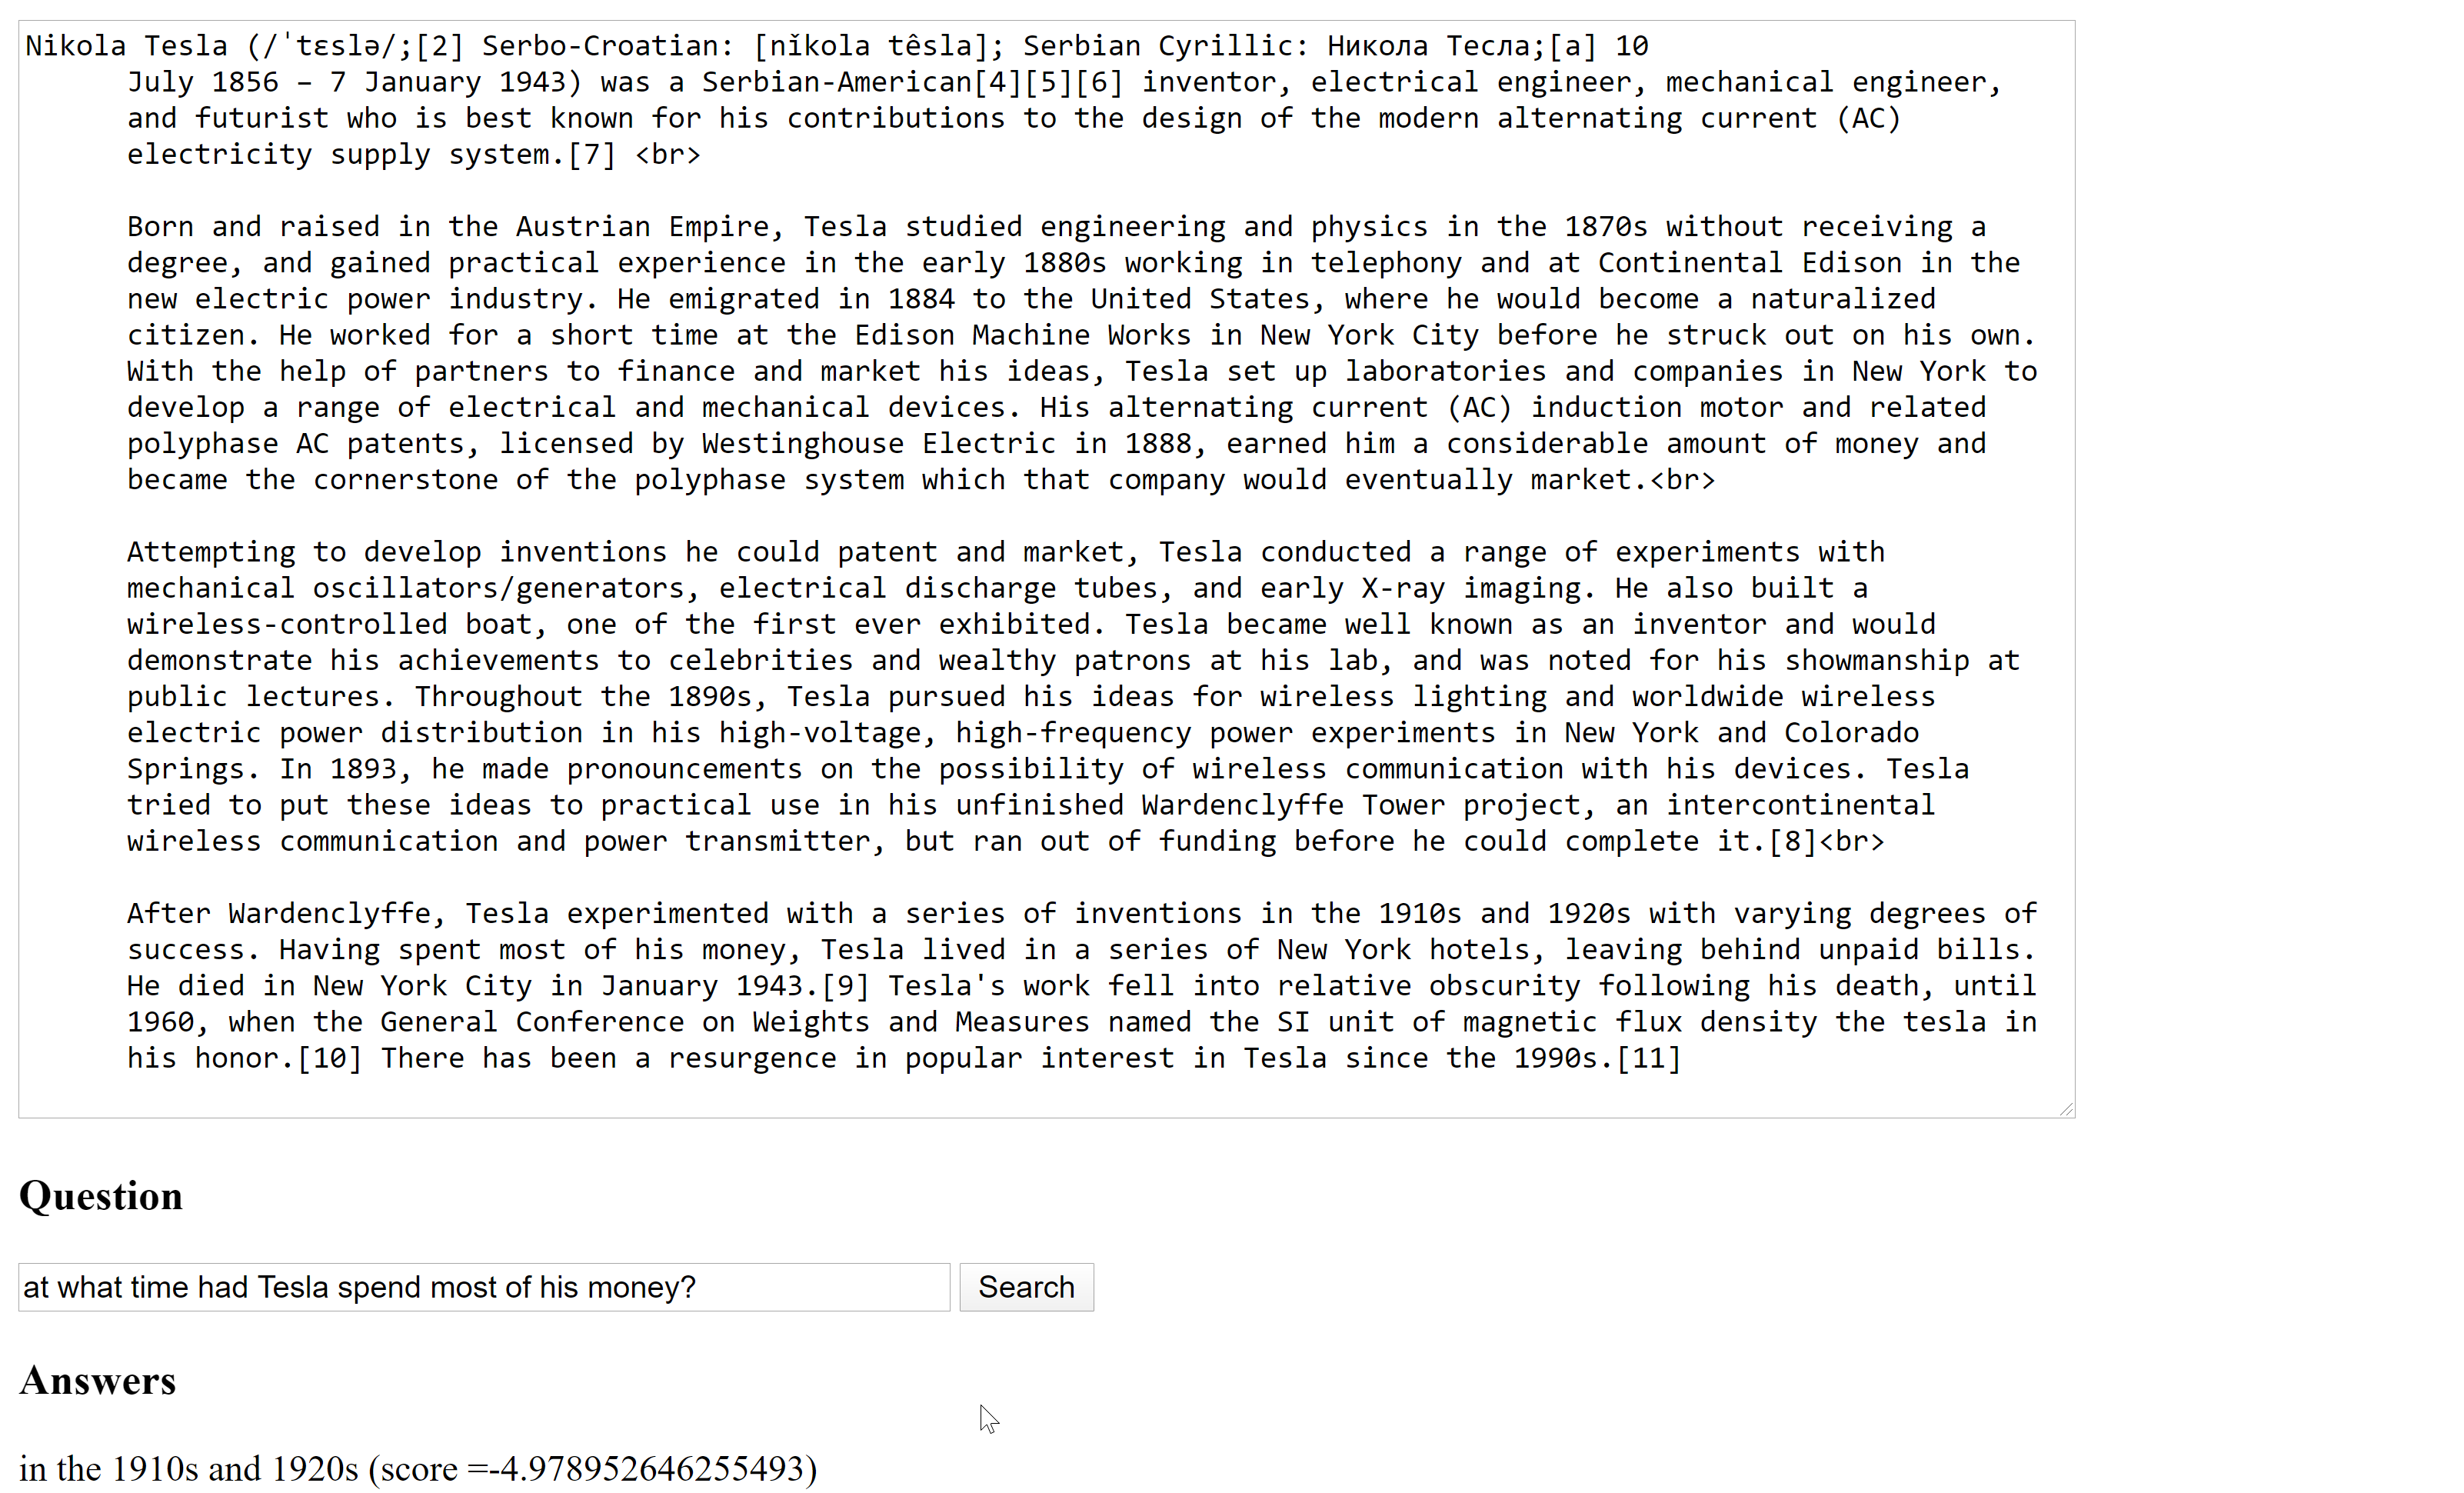 Nikola Tesla (/ˈtɛslə/;[2] Serbo-Croatian: [nǐkola têsla]; Serbian Cyrillic: Никола Тесла;[a] 10
July 1856 – 7 January 1943) was a Serbian-American[4][5][6] inventor, electrical engineer, mechanical engineer,
and futurist who is best known for his contributions to the design of the modern alternating current (AC)
electricity supply system.[7] <br>
Born and raised in the Austrian Empire, Tesla studied engineering and physics in the 1870s without receiving a
degree, and gained practical experience in the early 1880s working in telephony and at Continental Edison in the
new electric power industry. He emigrated in 1884 to the United States, where he would become a naturalized
citizen. He worked for a short time at the Edison Machine Works in New York City before he struck out on his own.
With the help of partners to finance and market his ideas, Tesla set up laboratories and companies in New York to
develop a range of electrical and mechanical devices. His alternating current (AC) induction motor and related
polyphase AC patents, licensed by Westinghouse Electric in 1888, earned him a considerable amount of money and
became the cornerstone of the polyphase system which that company would eventually market.<br>
Attempting to develop inventions he could patent and market, Tesla conducted a range of experiments with
mechanical oscillators/generators, electrical discharge tubes, and early X-ray imaging. He also built a
wireless-controlled boat, one of the first ever exhibited. Tesla became well known as an inventor and would
demonstrate his achievements to celebrities and wealthy patrons at his lab, and was noted for his showmanship at
public lectures. Throughout the 1890s, Tesla pursued his ideas for wireless lighting and worldwide wireless
electric power distribution in his high-voltage, high-frequency power experiments in New York and Colorado
Springs. In 1893, he made pronouncements on the possibility of wireless communication with his devices. Tesla
tried to put these ideas to practical use in his unfinished Wardenclyffe Tower project, an intercontinental
wireless communication and power transmitter, but ran out of funding before he could complete it.[8]<br>
After Wardenclyffe, Tesla experimented with a series of inventions in the 1910s and 1920s with varying degrees of
success. Having spent most of his money, Tesla lived in a series of New York hotels, leaving behind unpaid bills.
He died in New York City in January 1943.[9] Tesla's work fell into relative obscurity following his death, until
1960, when the General Conference on Weights and Measures named the SI unit of magnetic flux density the tesla in
his honor.[10] There has been a resurgence in popular interest in Tesla since the 1990s.[11]
Question
at what time had Tesla spend most of his money? Search
Answers
in the 1910s and 1920s (score =-4.978952646255493)